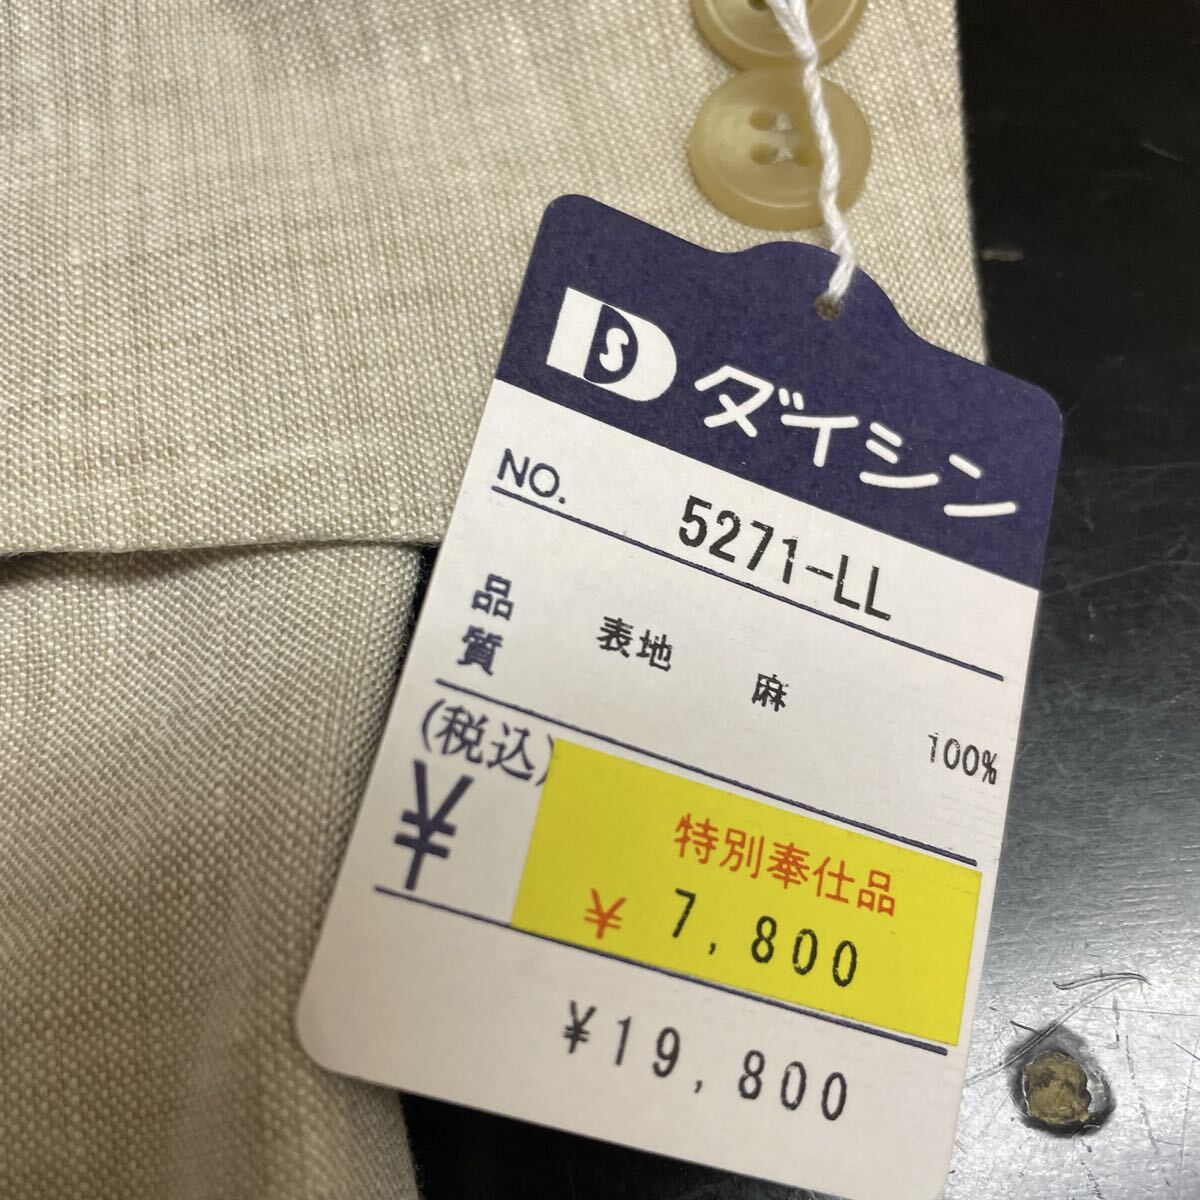 DS ダイシン
NO. 5271-LL
品質 表地 麻 100%
(税込)
¥
特別奉仕品
¥ 7,800
¥19,800